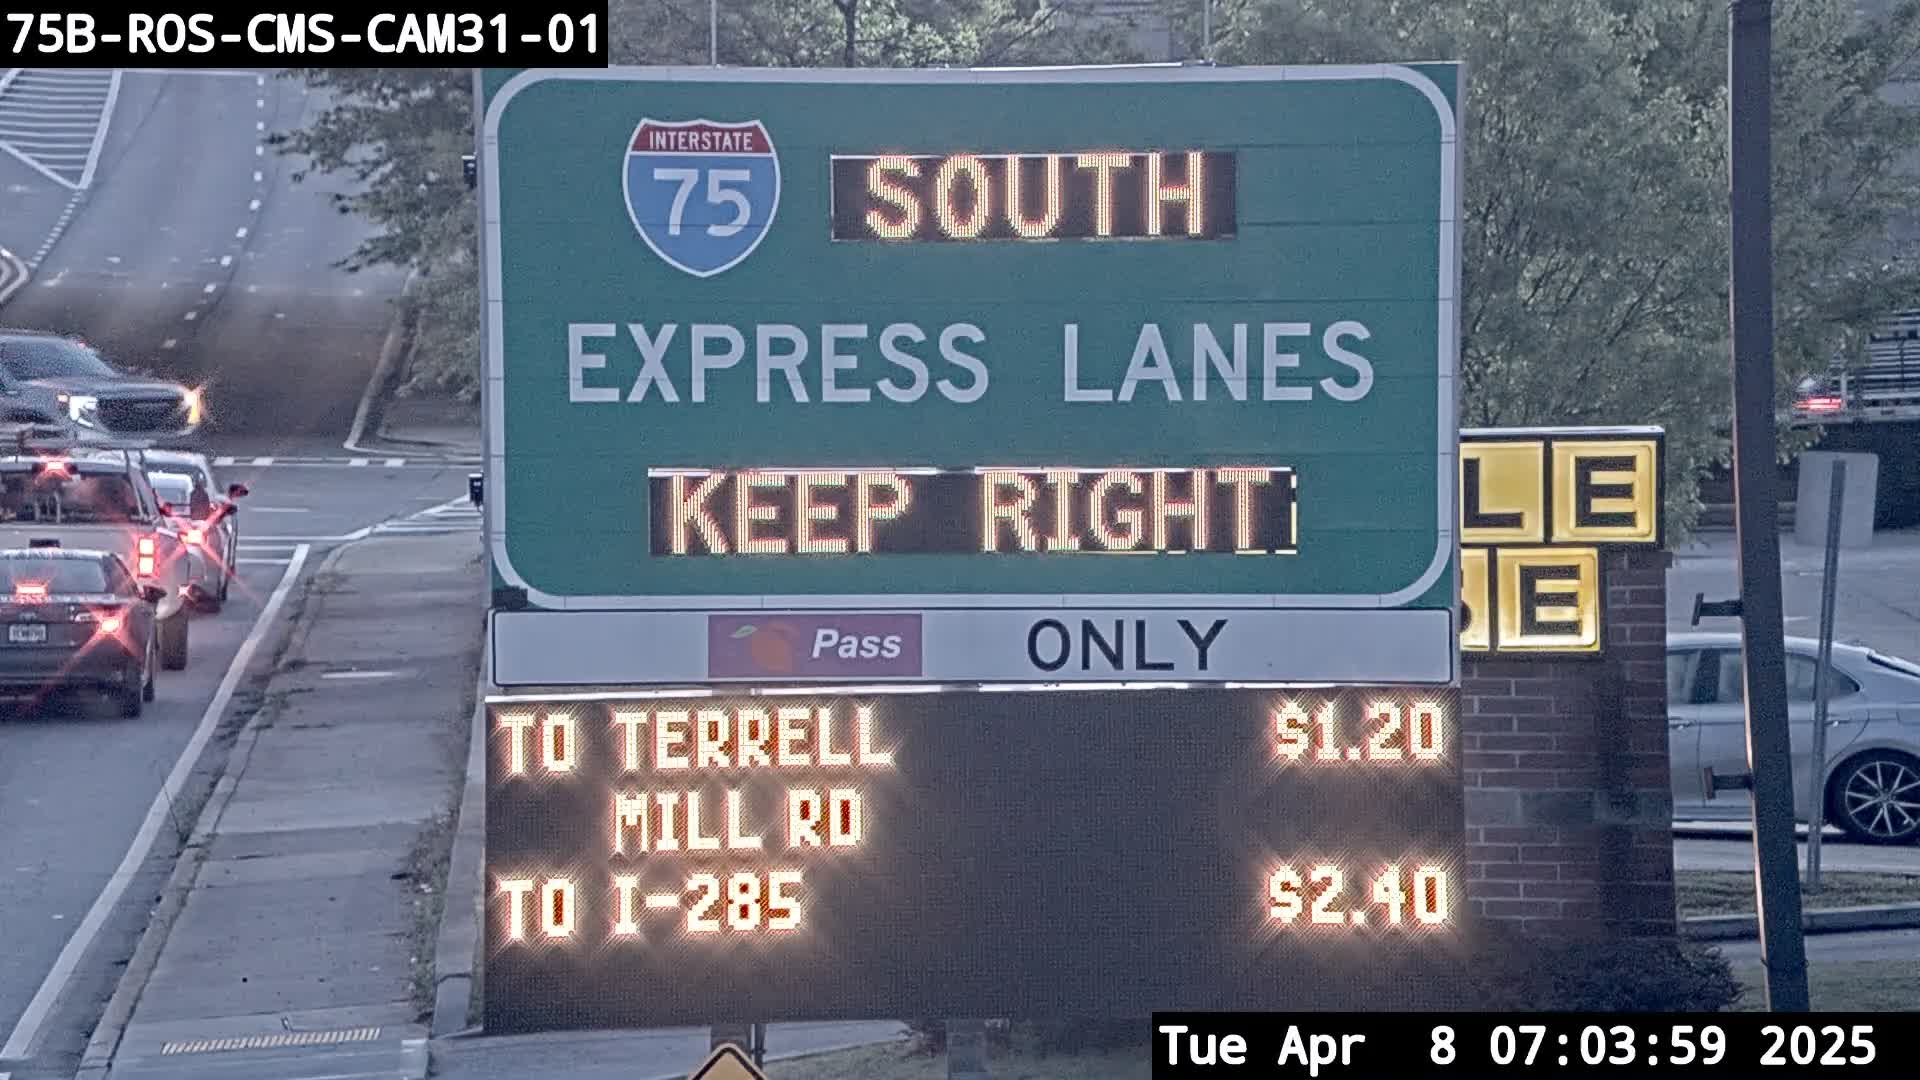 75B-ROS-CMS-CAM31-01
INTERSTATE
75
SOUTH
EXPRESS LANES
KEEP RIGHT
Pass ONLY
TO TERRELL $1.20
MILL RD
TO I-285 $2.40
LE
E
Tue Apr 8 07:03:59 2025